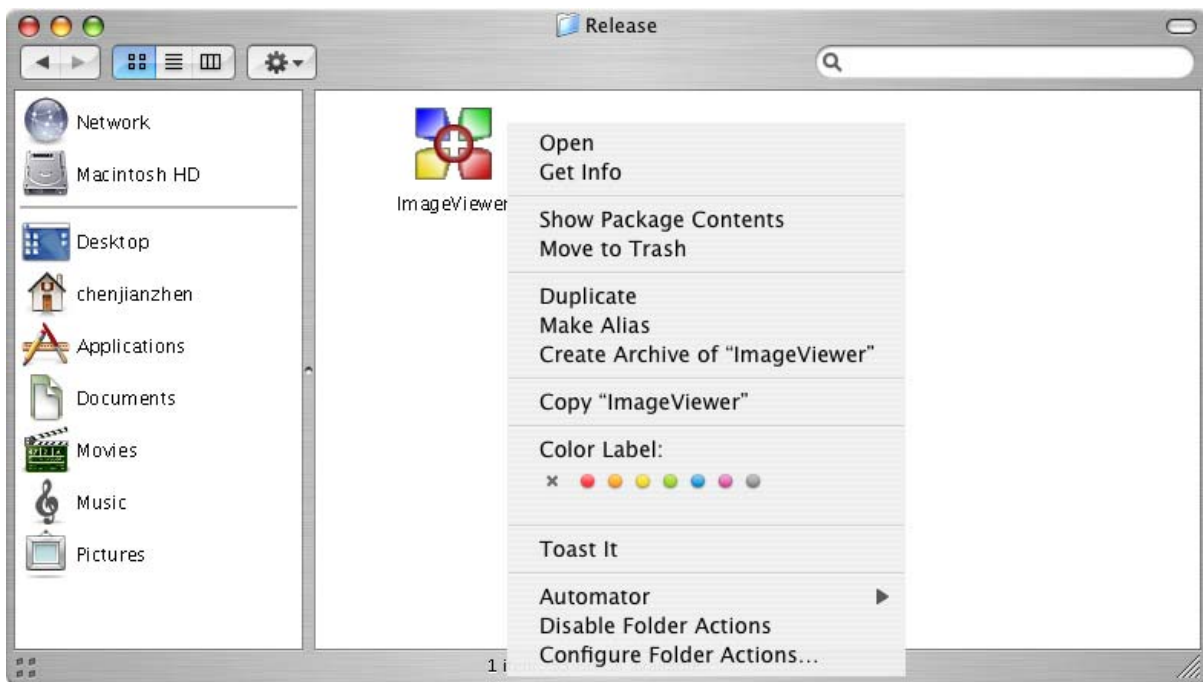 Release
Network
Macintosh HD
Desktop
chenjianzhen
Applications
Documents
Movies
Music
Pictures
ImageViewer
Open
Get Info
Show Package Contents
Move to Trash
Duplicate
Make Alias
Create Archive of “ImageViewer”
Copy “ImageViewer”
Color Label:
Toast It
Automator
Disable Folder Actions
Configure Folder Actions...
1